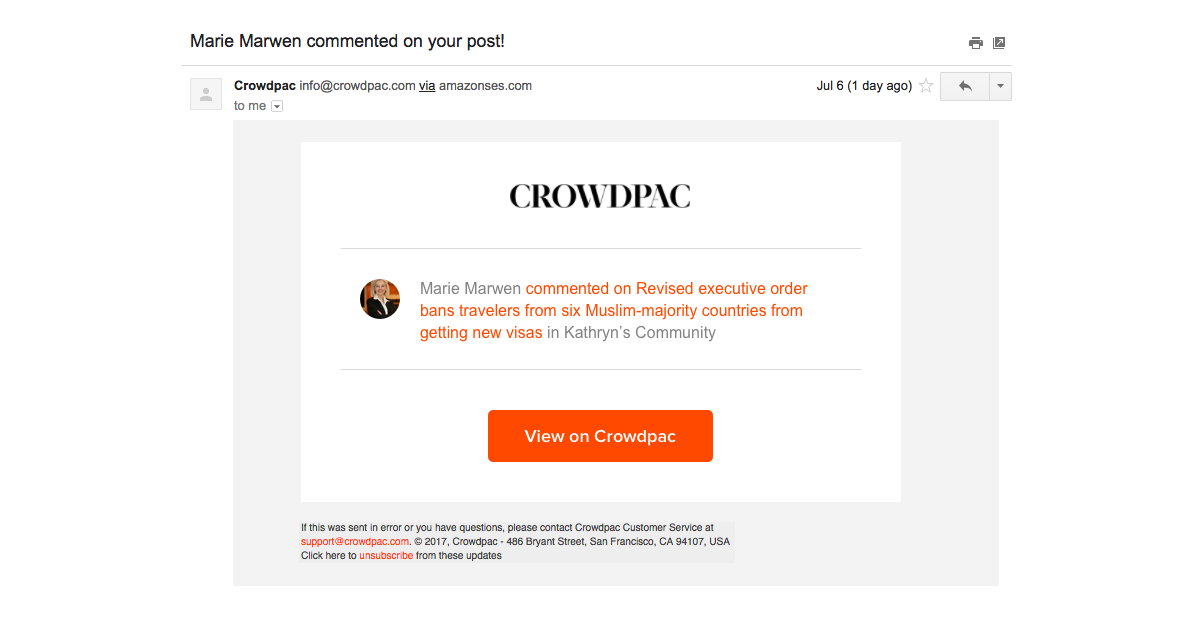 Marie Marwen commented on your post!
Crowdpac info@crowdpac.com via amazonses.com
Jul 6 (1 day ago)
to me
CROWDPAC
Marie Marwen commented on Revised executive order
bans travelers from six Muslim-majority countries from
getting new visas in Kathryn’s Community
View on Crowdpac
If this was sent in error or you have questions, please contact Crowdpac Customer Service at
support@crowdpac.com. © 2017, Crowdpac - 486 Bryant Street, San Francisco, CA 94107, USA
Click here to unsubscribe from these updates